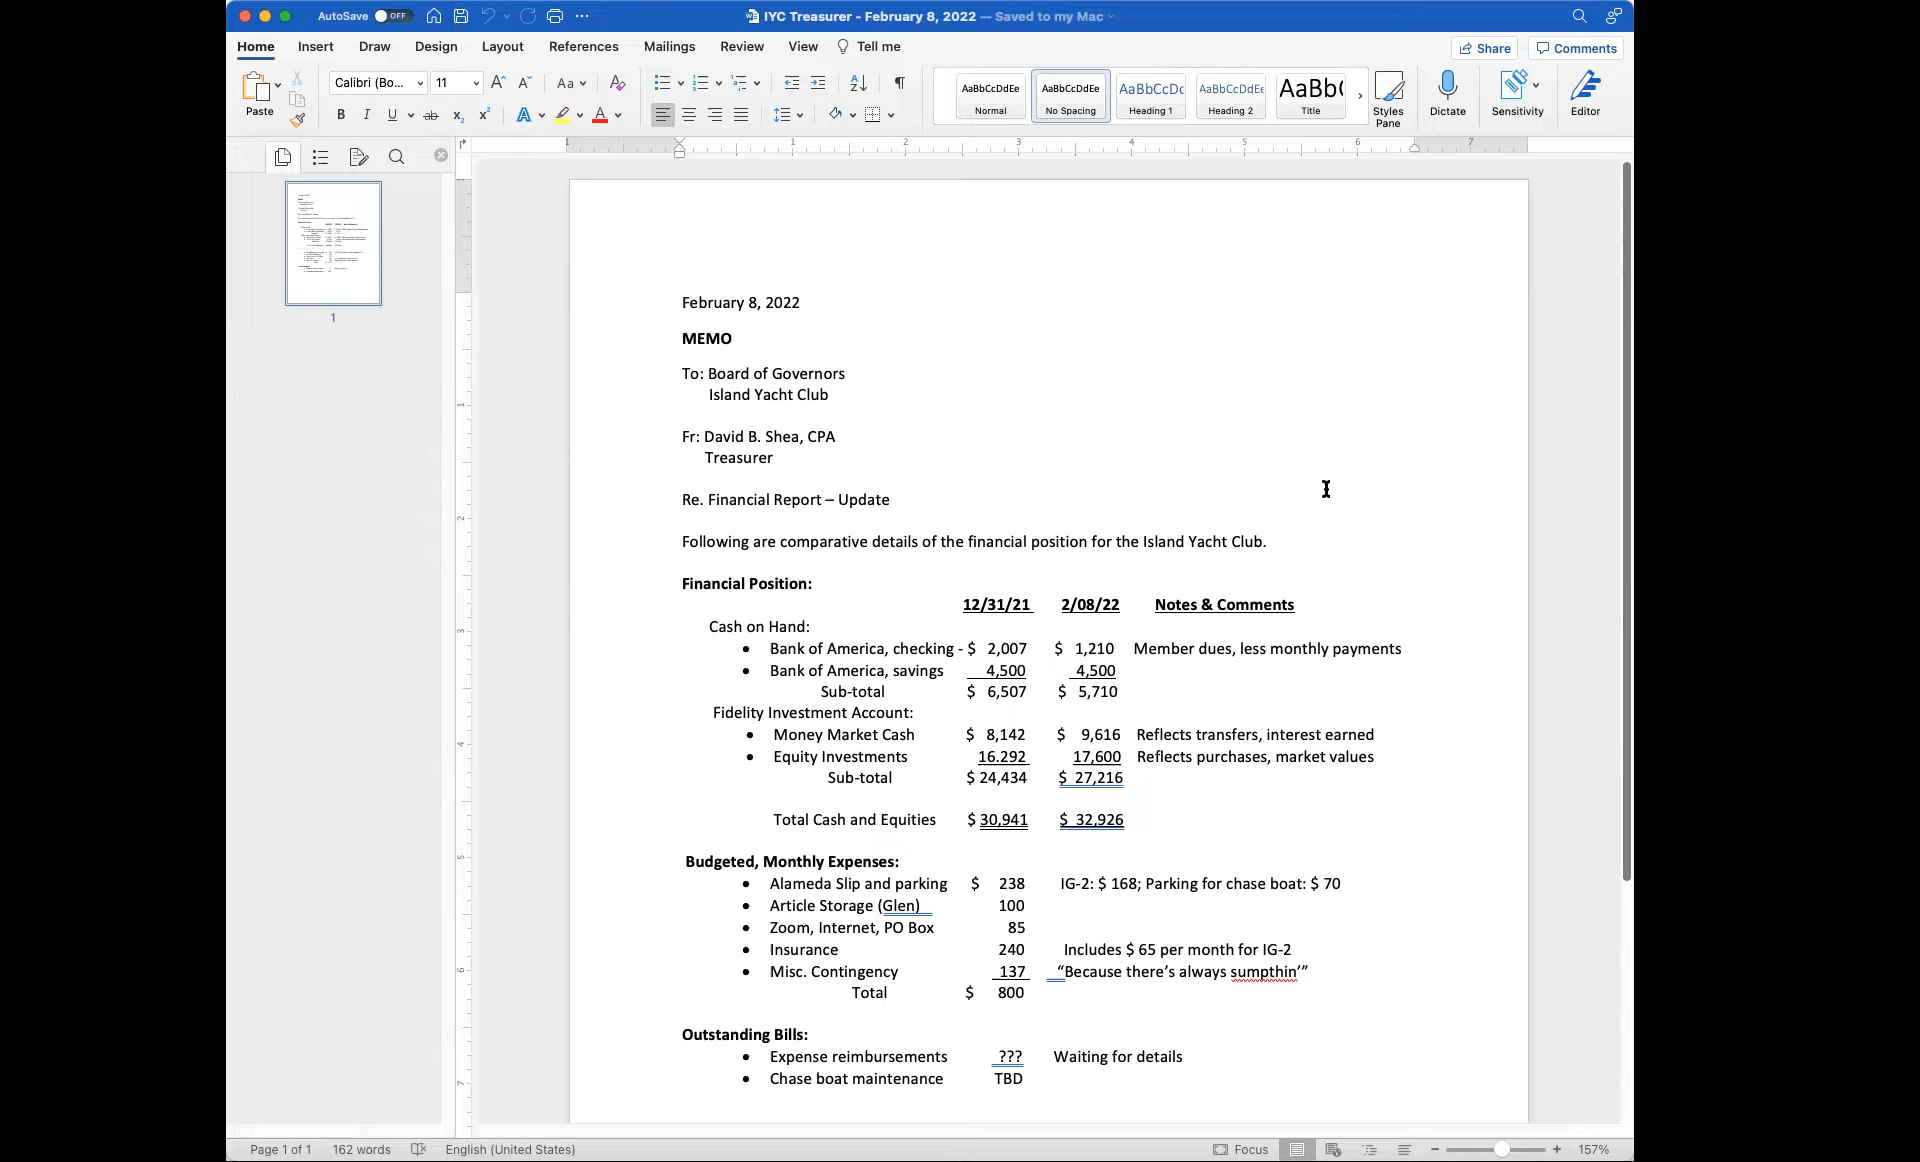 AutoSave OFF
IYC Treasurer - February 8, 2022 — Saved to my Mac
Home Insert Draw Design Layout References Mailings Review View Tell me
Share Comments
Paste
Calibri (Bo... 11
AaBbCcDdEe AaBbCcDdEe AaBbCcDc AaBbCcDdEe AaBb(
Normal No Spacing Heading 1 Heading 2 Title
Styles Pane
Dictate
Sensitivity
Editor
1 1 2 3 4 5 6 7
1
February 8, 2022
MEMO
To: Board of Governors
Island Yacht Club
Fr: David B. Shea, CPA
Treasurer
Re. Financial Report – Update
Following are comparative details of the financial position for the Island Yacht Club.
Financial Position:
12/31/21 2/08/22 Notes & Comments
Cash on Hand:
• Bank of America, checking - $ 2,007 $ 1,210 Member dues, less monthly payments
• Bank of America, savings 4,500 4,500
Sub-total $ 6,507 $ 5,710
Fidelity Investment Account:
• Money Market Cash $ 8,142 $ 9,616 Reflects transfers, interest earned
• Equity Investments 16.292 17,600 Reflects purchases, market values
Sub-total $ 24,434 $ 27,216
Total Cash and Equities $ 30,941 $ 32,926
Budgeted, Monthly Expenses:
• Alameda Slip and parking $ 238 IG-2: $ 168; Parking for chase boat: $ 70
• Article Storage (Glen) 100
• Zoom, Internet, PO Box 85
• Insurance 240 Includes $ 65 per month for IG-2
• Misc. Contingency 137 “Because there’s always sumpthin’”
Total $ 800
Outstanding Bills:
• Expense reimbursements ??? Waiting for details
• Chase boat maintenance TBD
Page 1 of 1 162 words English (United States) Focus 157%